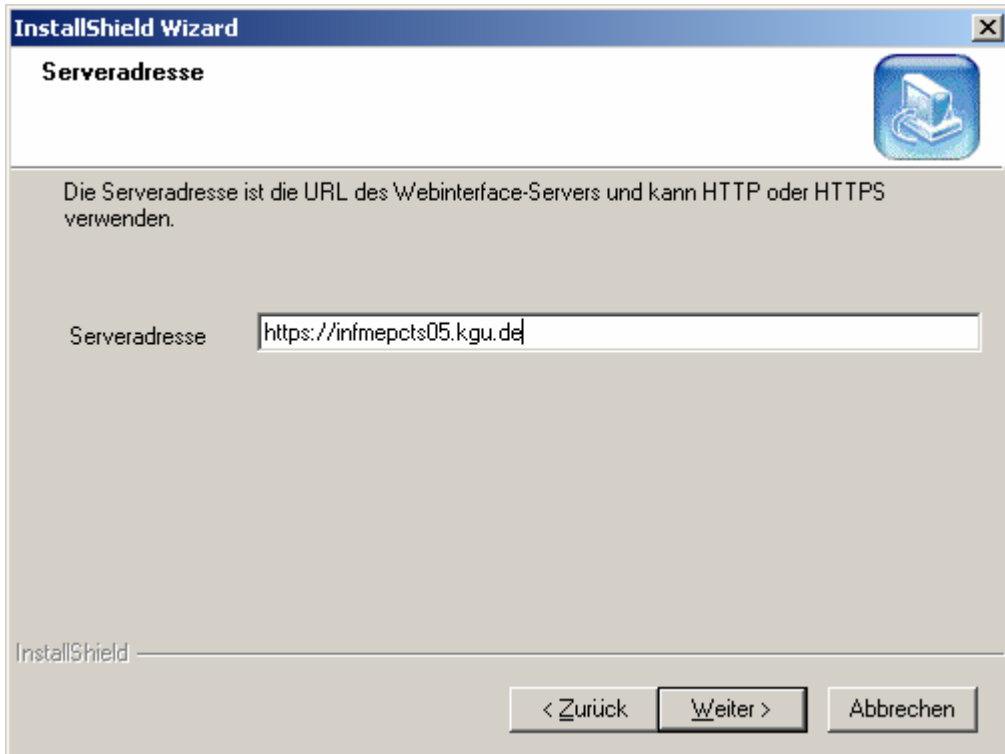 InstallShield Wizard
Serveradresse
Die Serveradresse ist die URL des Webinterface-Servers und kann HTTP oder HTTPS
verwenden.
Serveradresse https://infmepcts05.kgu.de
InstallShield
< Zurück Weiter > Abbrechen